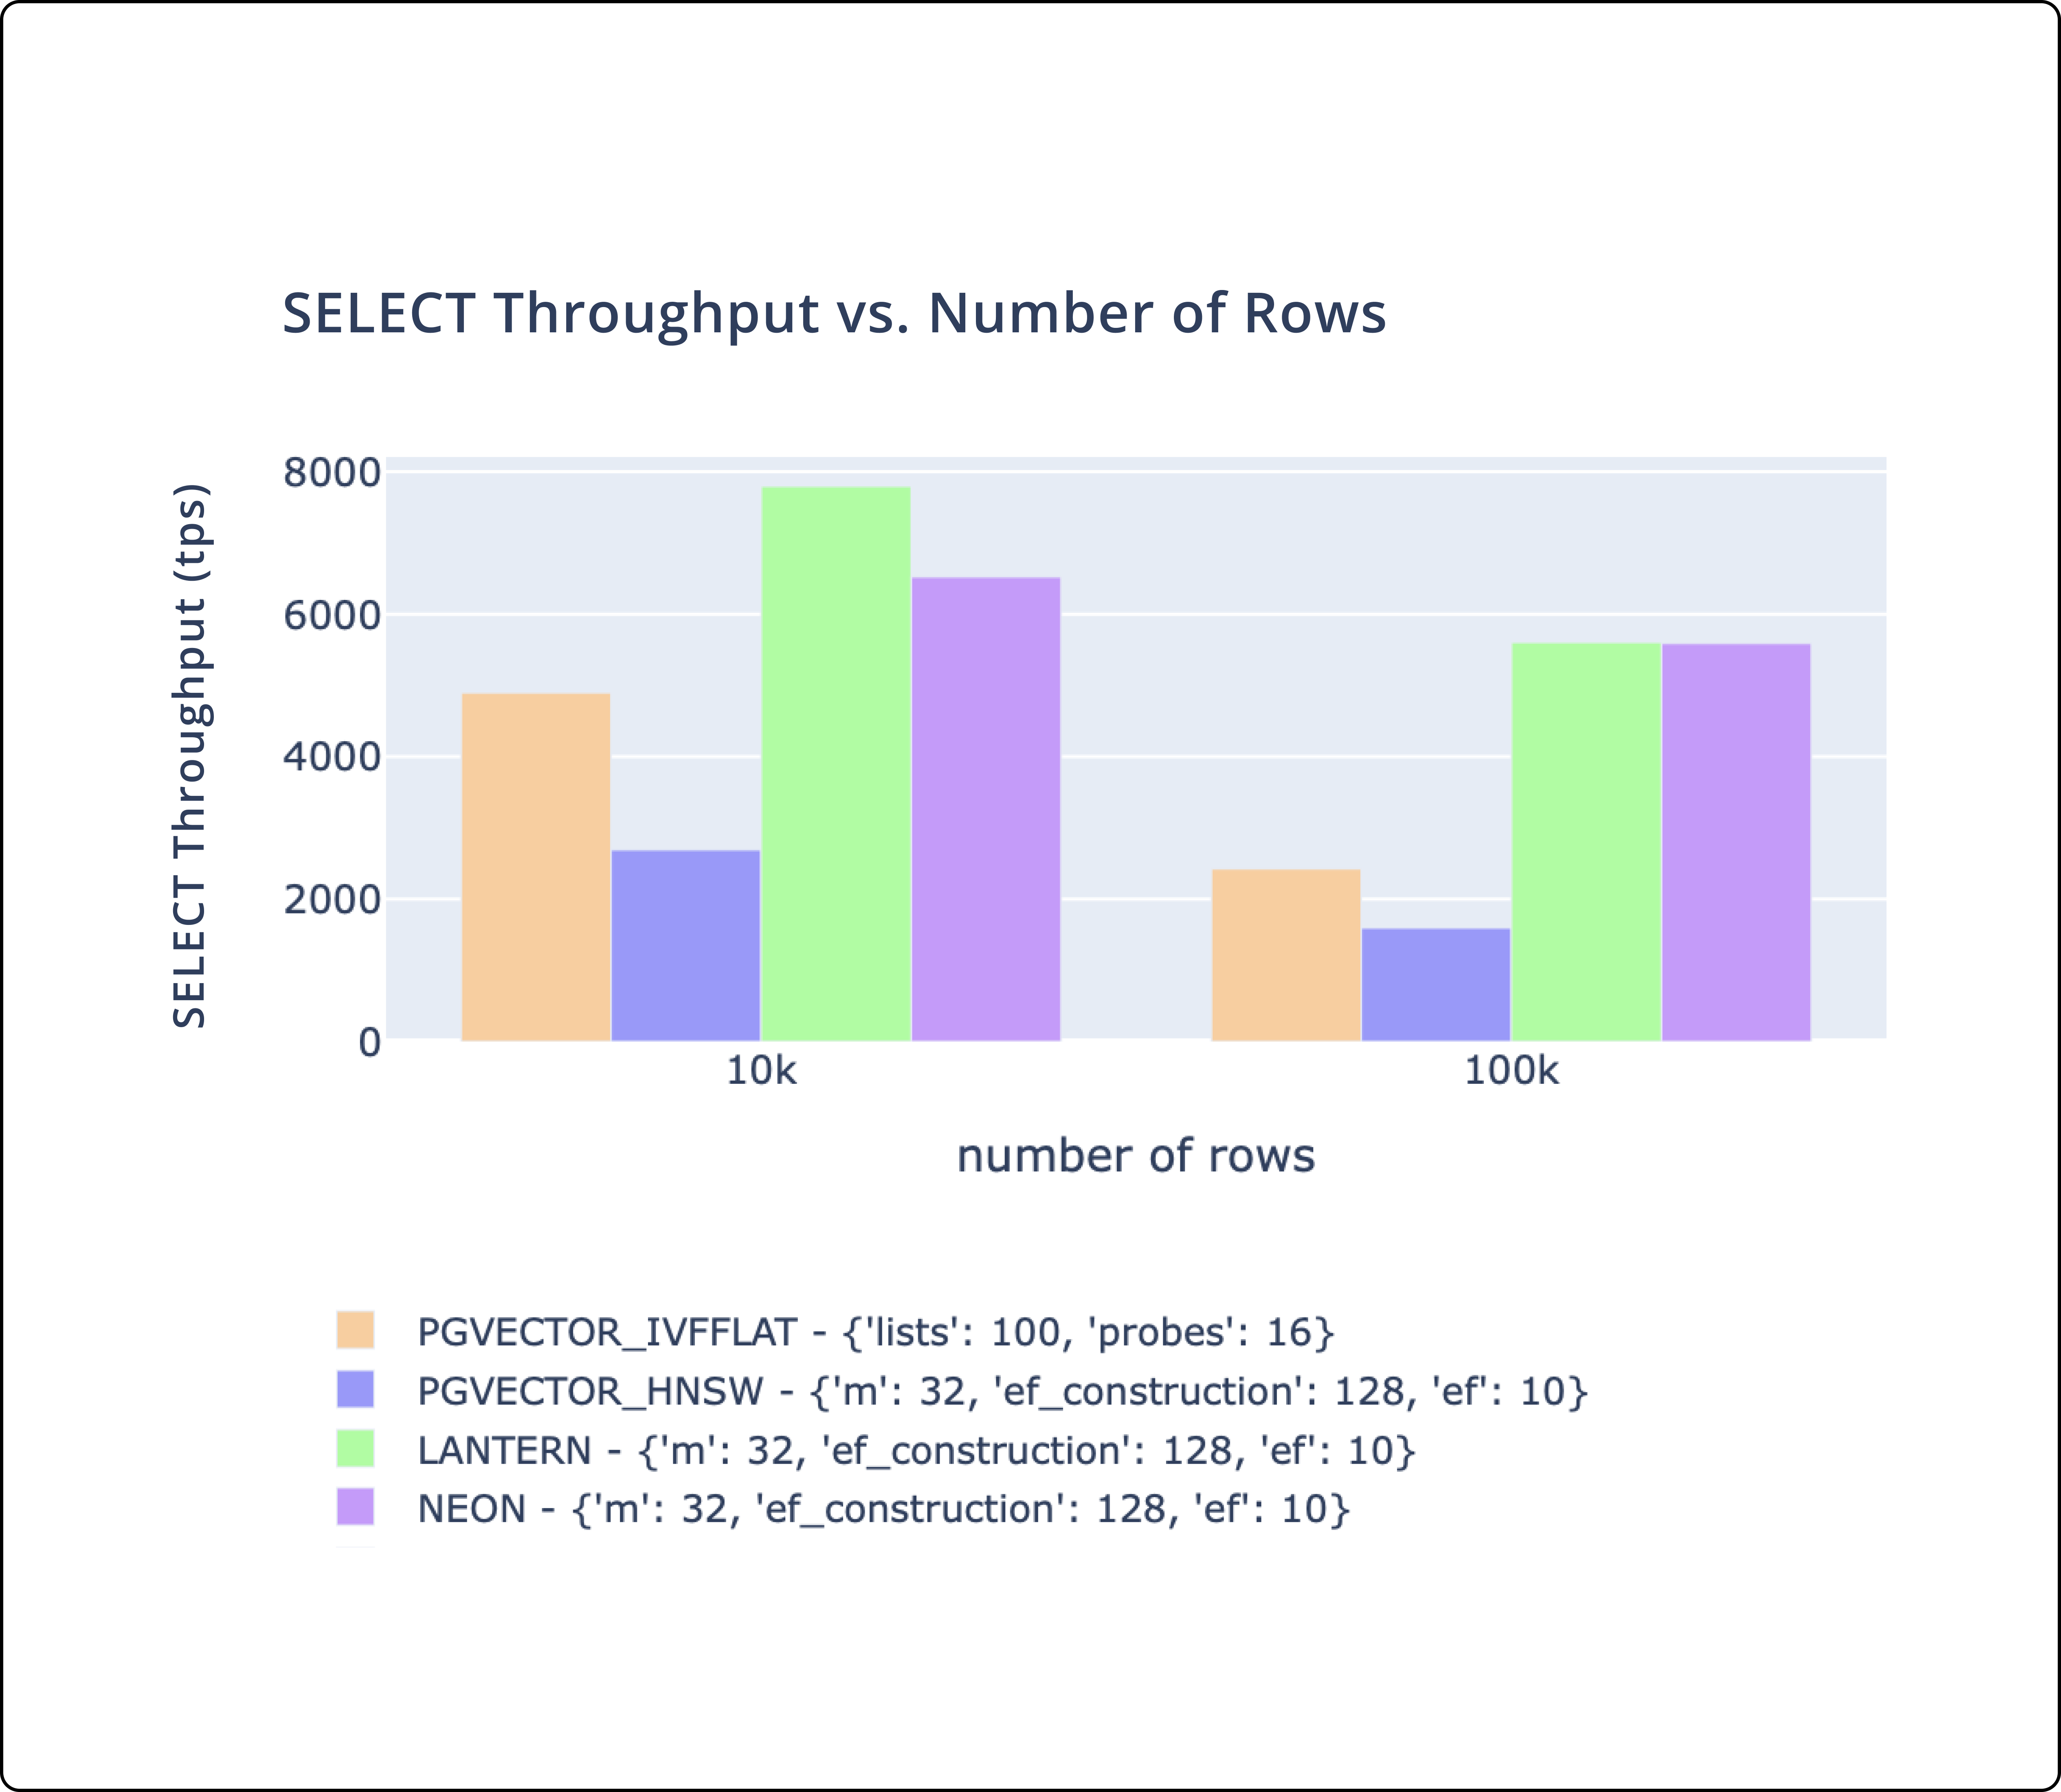 SELECT Throughput vs. Number of Rows
SELECT Throughput (tps)
8000
6000
4000
2000
0
10k
100k
number of rows
PGVECTOR_IVFFLAT - {'lists': 100, 'probes': 16}
PGVECTOR_HNSW - {'m': 32, 'ef_construction': 128, 'ef': 10}
LANTERN - {'m': 32, 'ef_construction': 128, 'ef': 10}
NEON - {'m': 32, 'ef_construction': 128, 'ef': 10}